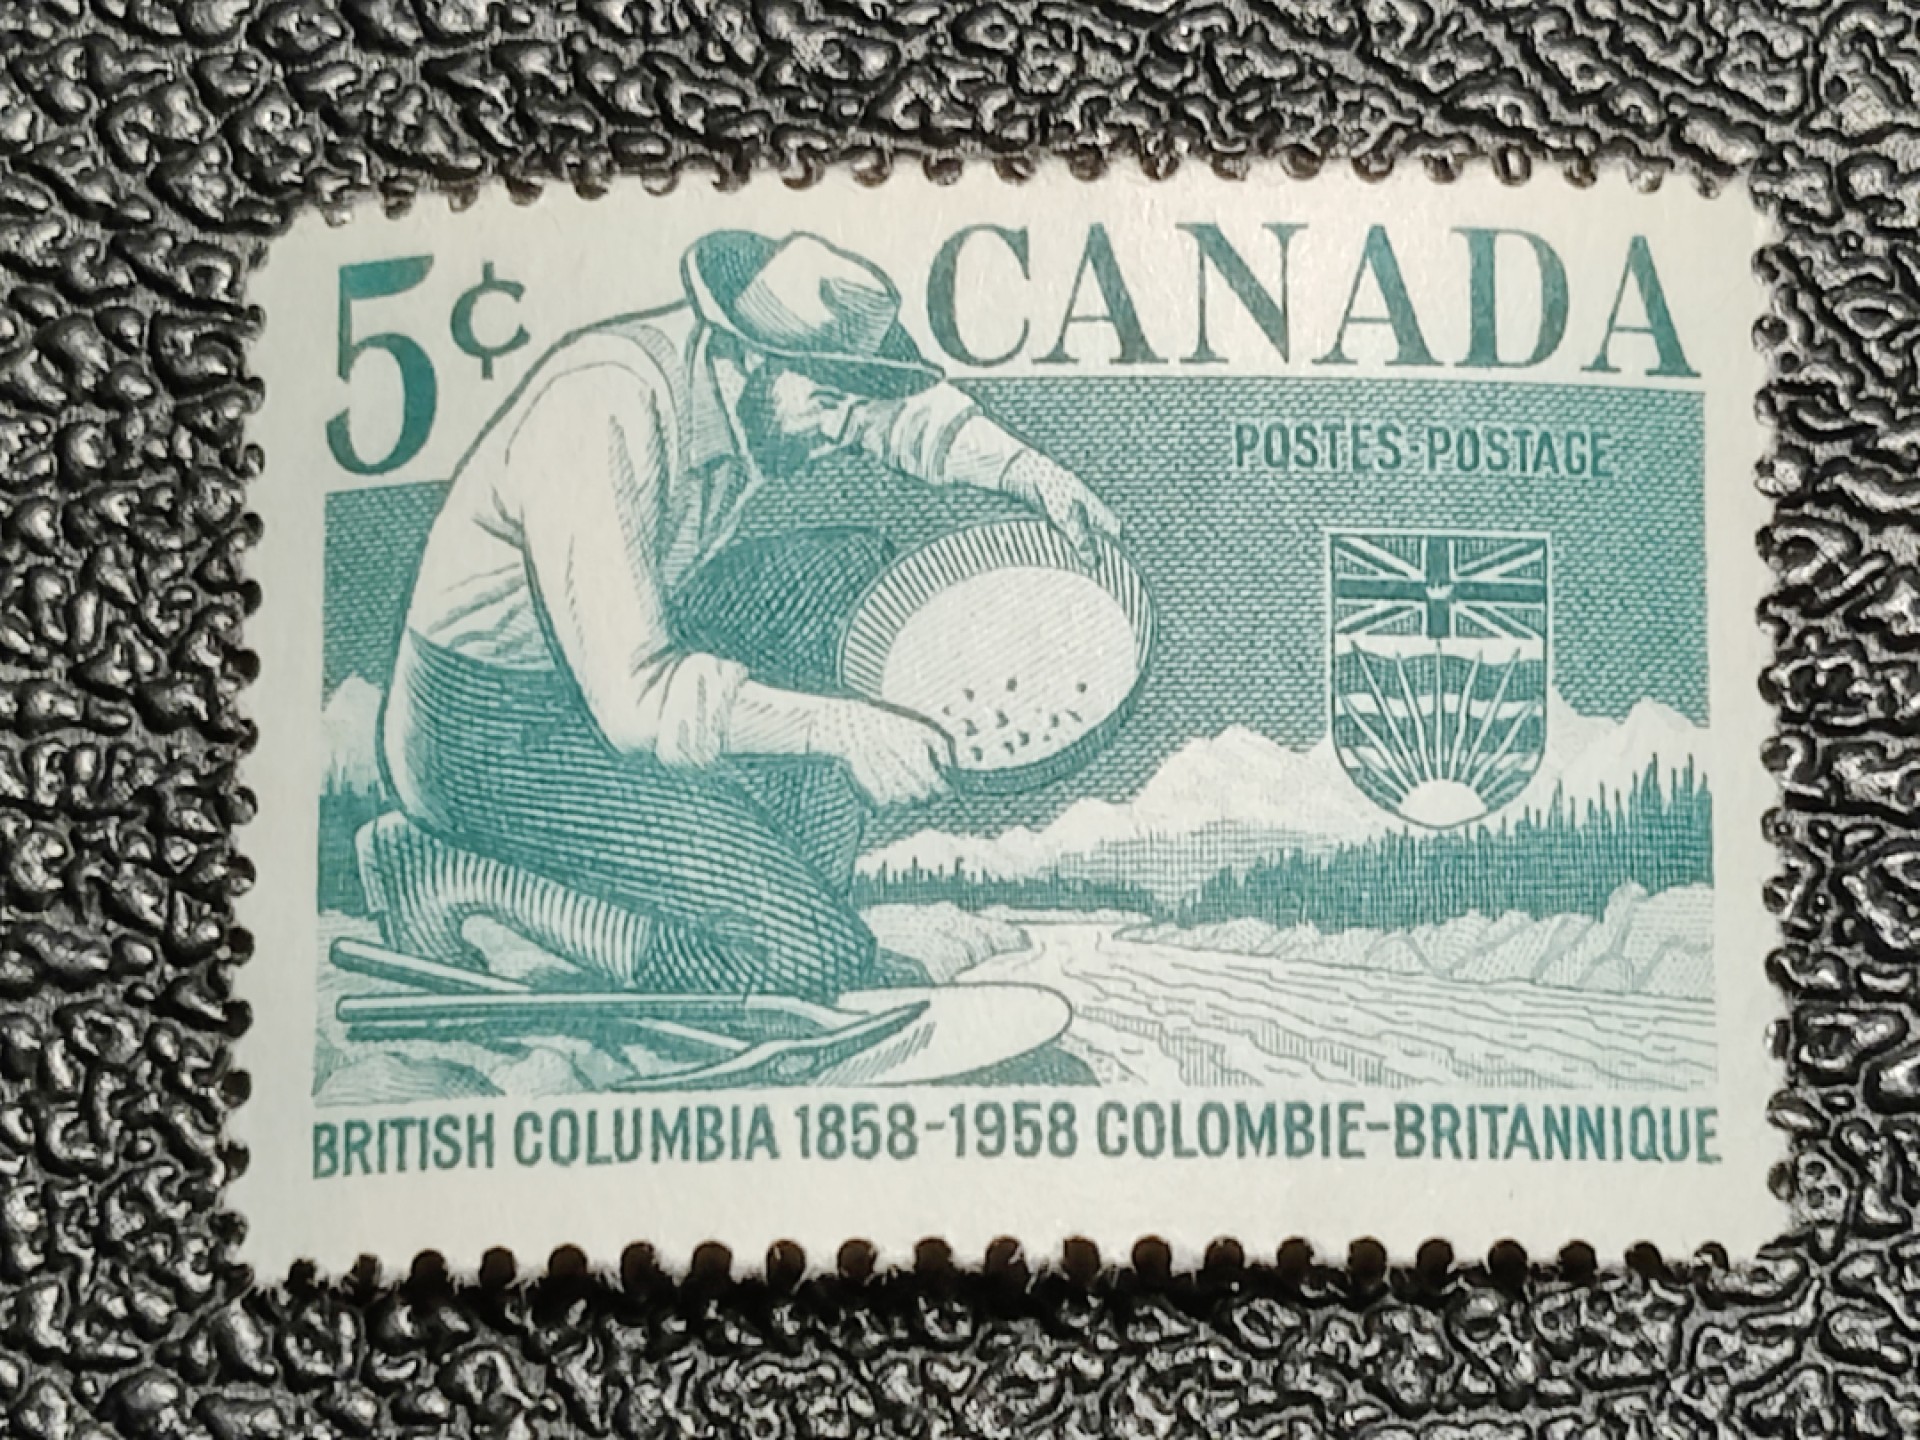 5¢ CANADA
POSTES-POSTAGE
BRITISH COLUMBIA 1858-1958 COLOMBIE-BRITANNIQUE